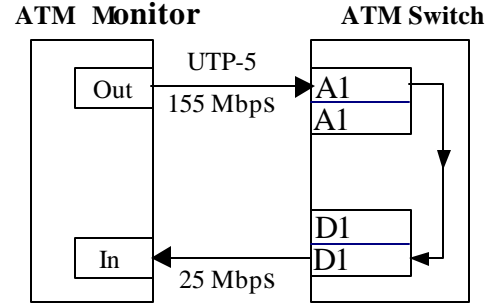 ATM Monitor
ATM Switch
UTP-5
Out
A1
155 Mbps
A1
D1
In
D1
25 Mbps